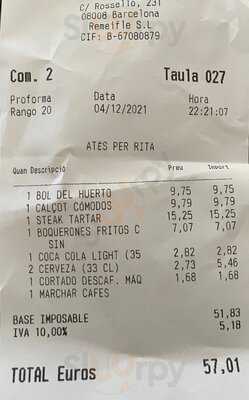 C/ Rossello, 231
08008 Barcelona
Remeifle S.L
CIF: B-67080879
Com. 2 Taula 027
Proforma Data Hora
Rango 20 04/12/2021 22:21:07
ATES PER RITA
Quan Descripció Preu Import
1 BOL DEL HUERTO 9,75 9,75
1 CALÇOT COMODOS 9,79 9,79
1 STEAK TARTAR 15,25 15,25
1 BOQUERONES FRITOS C 7,07 7,07
SIN
1 COCA COLA LIGHT (35 2,82 2,82
2 CERVEZA (33 CL) 2,73 5,46
1 CORTADO DESCAF. MAQ 1,68 1,68
1 MARCHAR CAFES
BASE IMPOSABLE 51,83
IVA 10,00% 5,18
TOTAL Euros 57,01